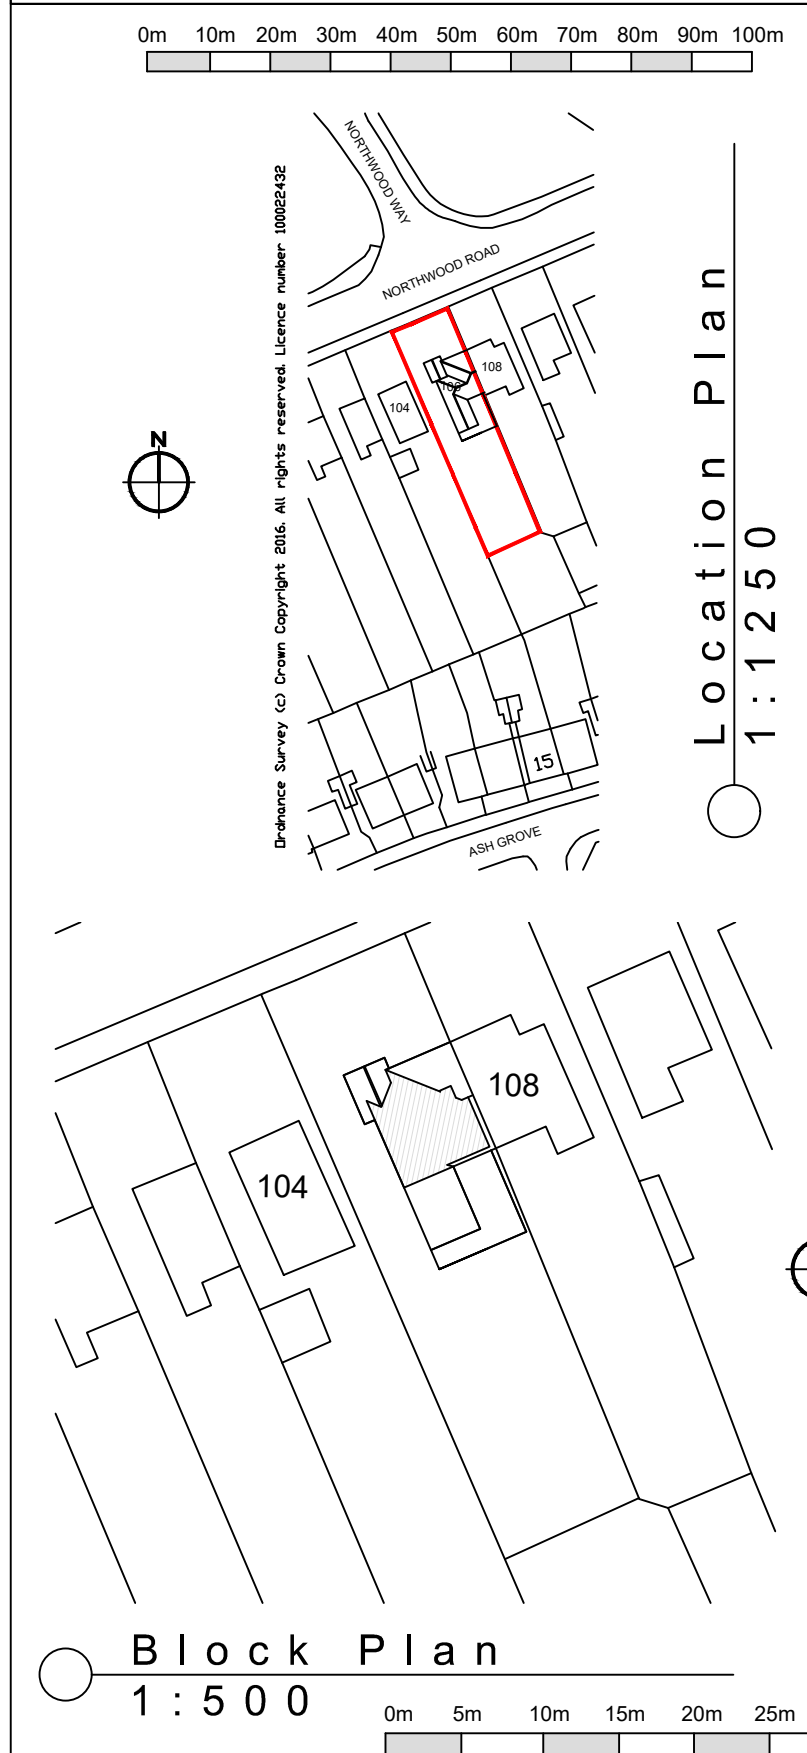 0m 10m 20m 30m 40m 50m 60m 70m 80m 90m 100m
NORTHWOOD WAY
NORTHWOOD ROAD
Ordnance Survey (c) Crown Copyright 2016. All rights reserved. Licence number 100022432
N
108
106
104
15
ASH GROVE
Location Plan
1:1250
108
104
Block Plan
1:500
0m 5m 10m 15m 20m 25m